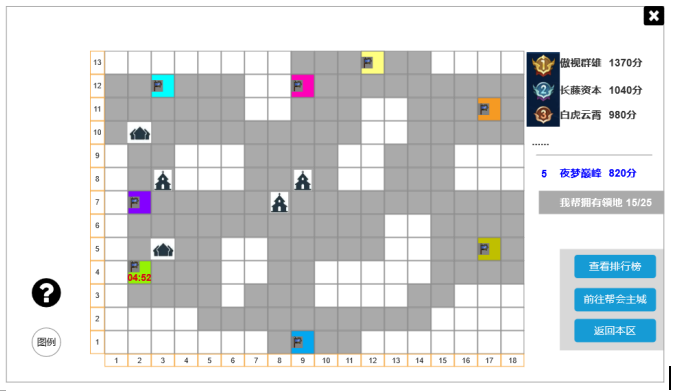 1 傲视群雄 1370分
2 长藤资本 1040分
3 白虎云霄 980分
......
5 夜梦巅峰 820分
我帮拥有领地 15/25
查看排行榜
前往帮会主城
返回本区
?
图例
13
12
11
10
9
8
7
6
5
4
04:52
3
2
1
1 2 3 4 5 6 7 8 9 10 11 12 13 14 15 16 17 18